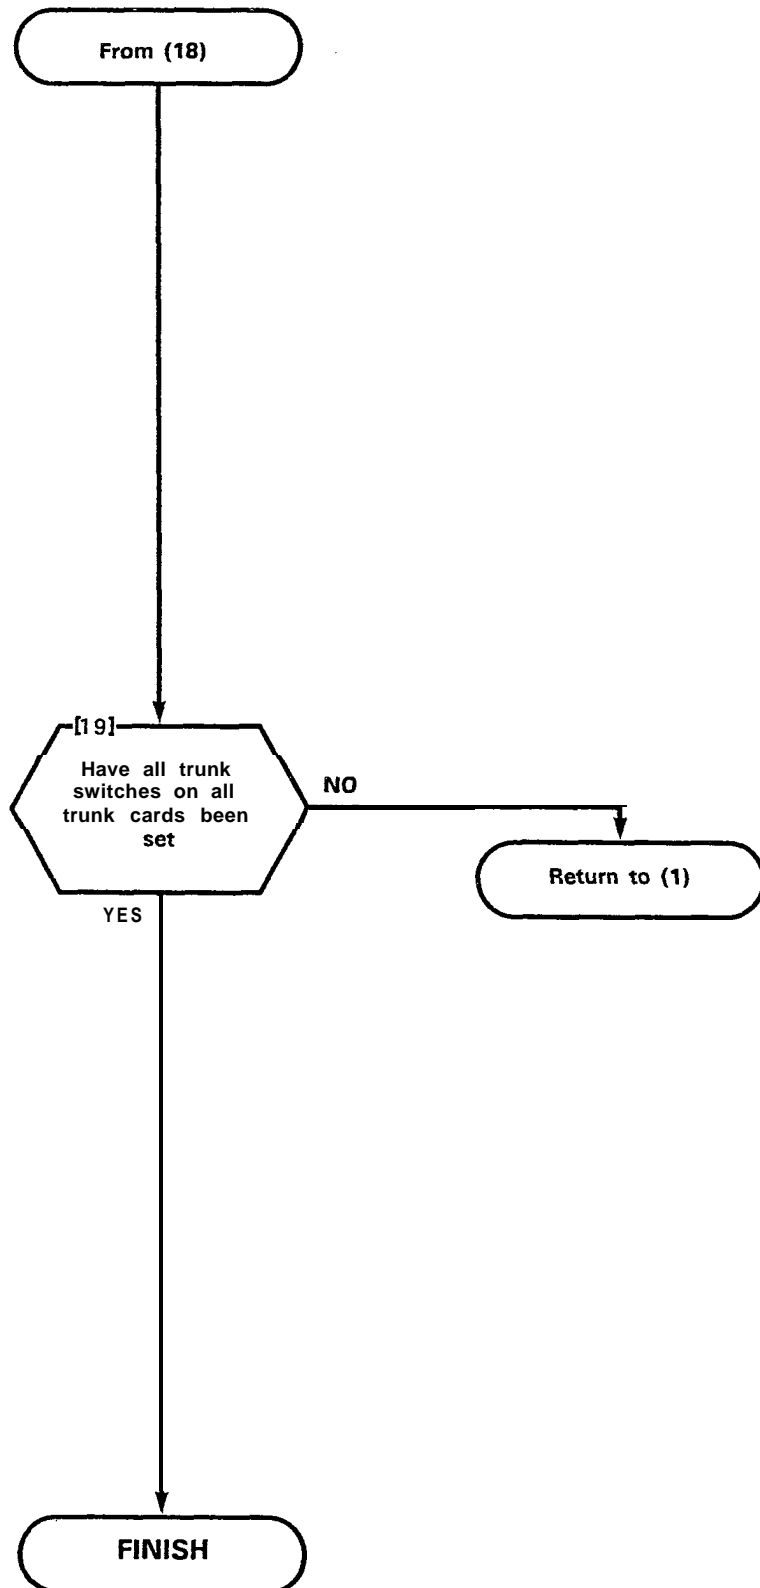 From (18)
[19]
Have all trunk
switches on all
trunk cards been
set
NO
Return to (1)
YES
FINISH